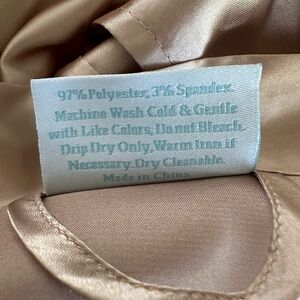 97% Polyester, 3% Spandex.
Machine Wash Cold & Gentle
with Like Colors, Do not Bleach.
Drip Dry Only, Warm Iron if
Necessary. Dry Cleanable.
Made in China.